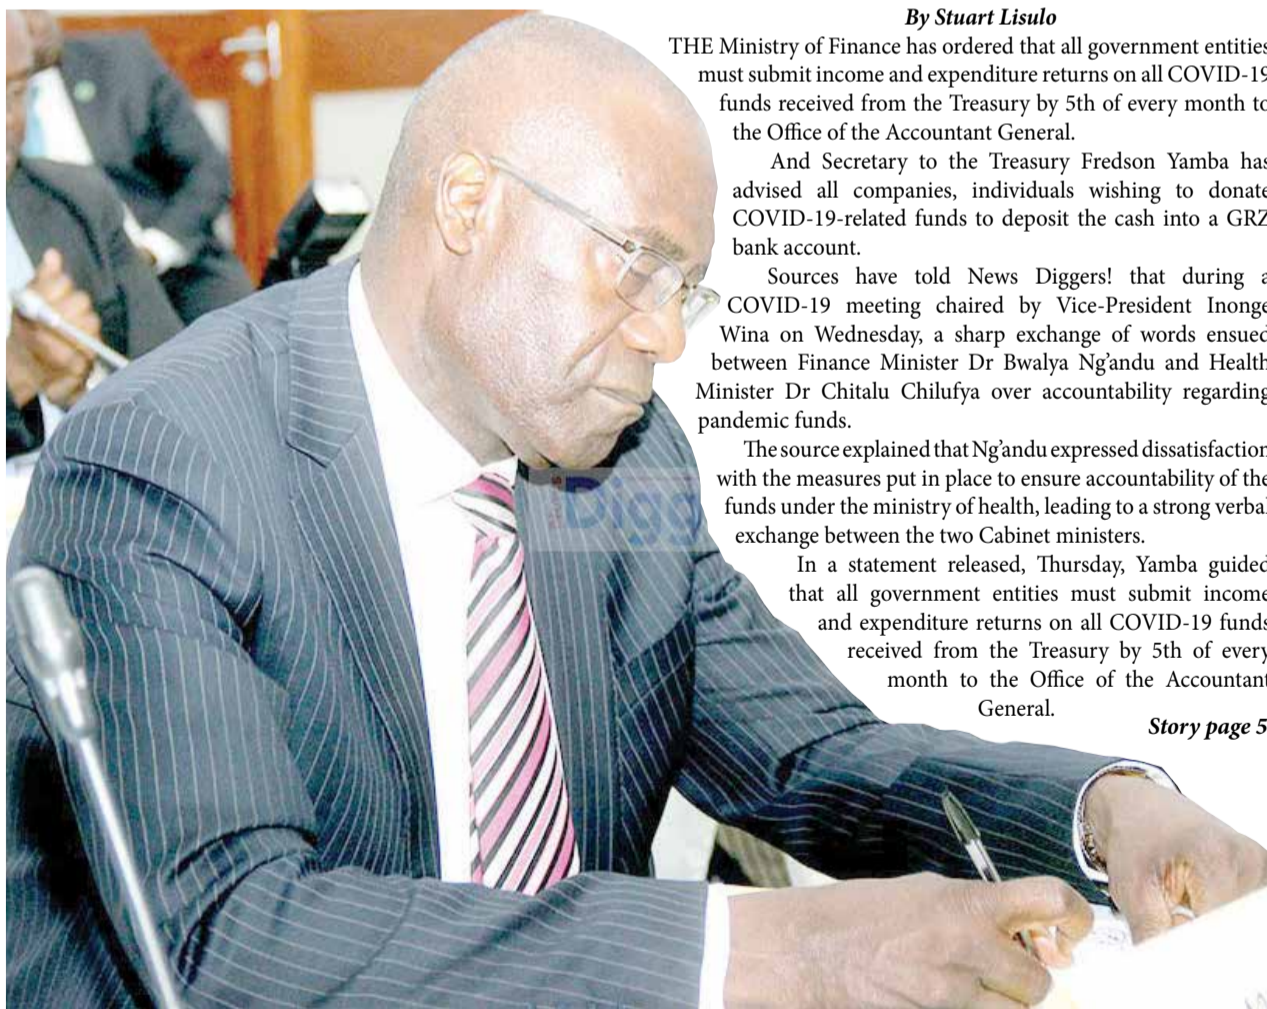 By Stuart Lisulo
THE Ministry of Finance has ordered that all government entities
must submit income and expenditure returns on all COVID-19
funds received from the Treasury by 5th of every month to
the Office of the Accountant General.
And Secretary to the Treasury Fredson Yamba has
advised all companies, individuals wishing to donate
COVID-19-related funds to deposit the cash into a GRZ
bank account.
Sources have told News Diggers! that during a
COVID-19 meeting chaired by Vice-President Inonge
Wina on Wednesday, a sharp exchange of words ensued
between Finance Minister Dr Bwalya Ng’andu and Health
Minister Dr Chitalu Chilufya over accountability regarding
pandemic funds.
The source explained that Ng’andu expressed dissatisfaction
with the measures put in place to ensure accountability of the
funds under the ministry of health, leading to a strong verbal
exchange between the two Cabinet ministers.
In a statement released, Thursday, Yamba guided
that all government entities must submit income
and expenditure returns on all COVID-19 funds
received from the Treasury by 5th of every
month to the Office of the Accountant
General.
Story page 5